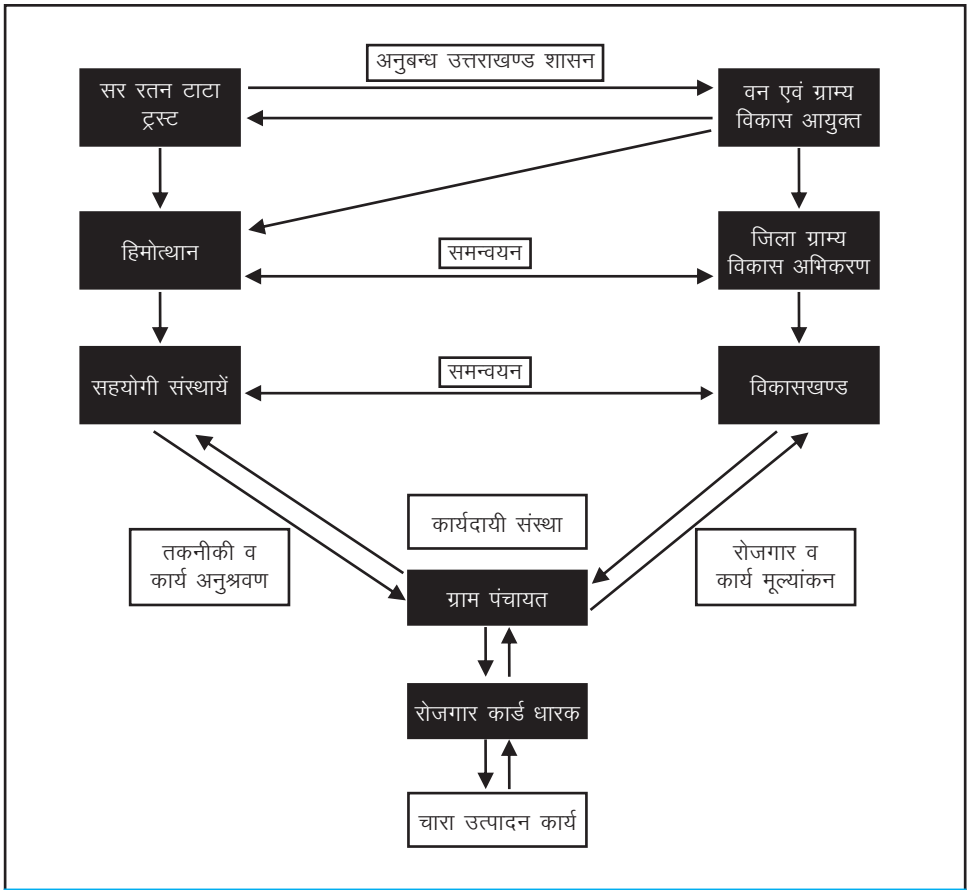 अनुबन्ध उत्तराखण्ड शासन
सर रतन टाटा
ट्रस्ट
वन एवं ग्राम्य
विकास आयुक्त
हिमोत्थान
समन्वयन
जिला ग्राम्य
विकास अभिकरण
सहयोगी संस्थायें
समन्वयन
विकासखण्ड
कार्यदायी संस्था
तकनीकी व
कार्य अनुश्रवण
रोजगार व
कार्य मूल्यांकन
ग्राम पंचायत
रोजगार कार्ड धारक
चारा उत्पादन कार्य